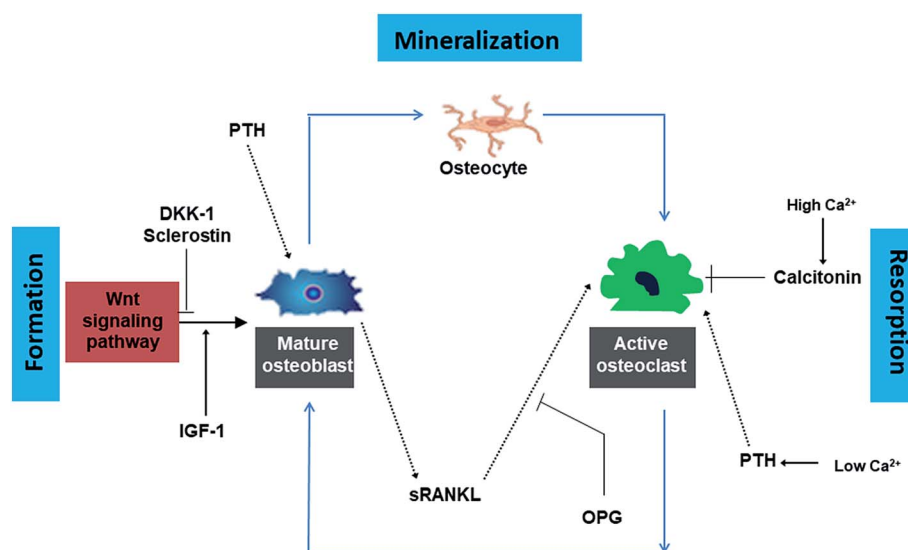 Mineralization
PTH
Osteocyte
DKK-1
Sclerostin
High Ca²⁺
Formation
Wnt
signaling
pathway
Calcitonin
Resorption
Mature
osteoblast
Active
osteoclast
IGF-1
sRANKL
OPG
PTH
Low Ca²⁺